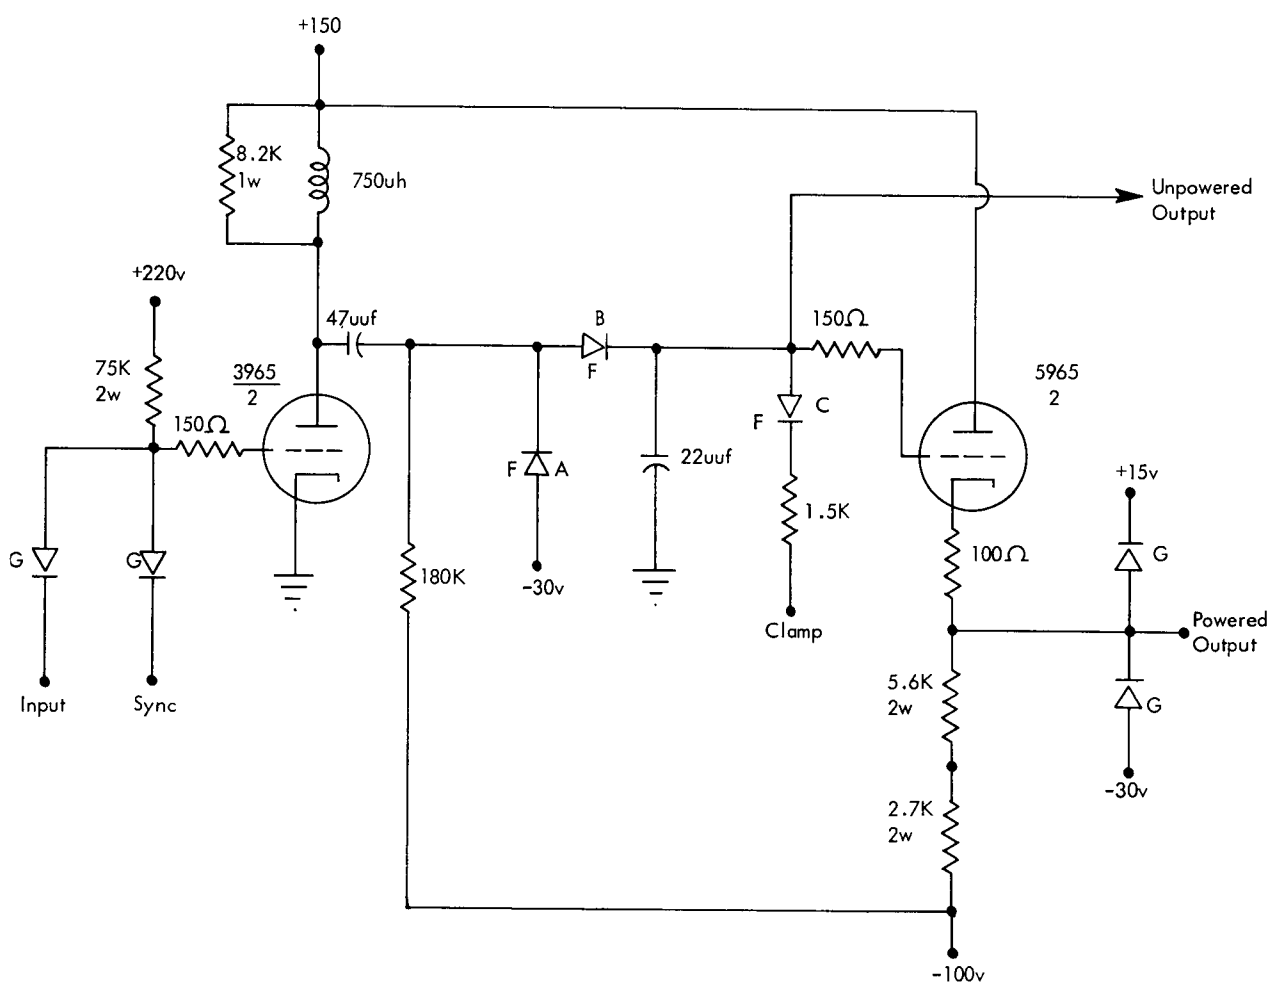 +150
8.2K
1w
750uh
Unpowered
Output
+220v
47uuf
B
150Ω
75K
2w
3965
2
F
5965
2
150Ω
F
C
F
A
22uuf
+15v
1.5K
G
G
100Ω
G
180K
-30v
Clamp
Powered
Output
Input
Sync
5.6K
2w
G
-30v
2.7K
2w
-100v